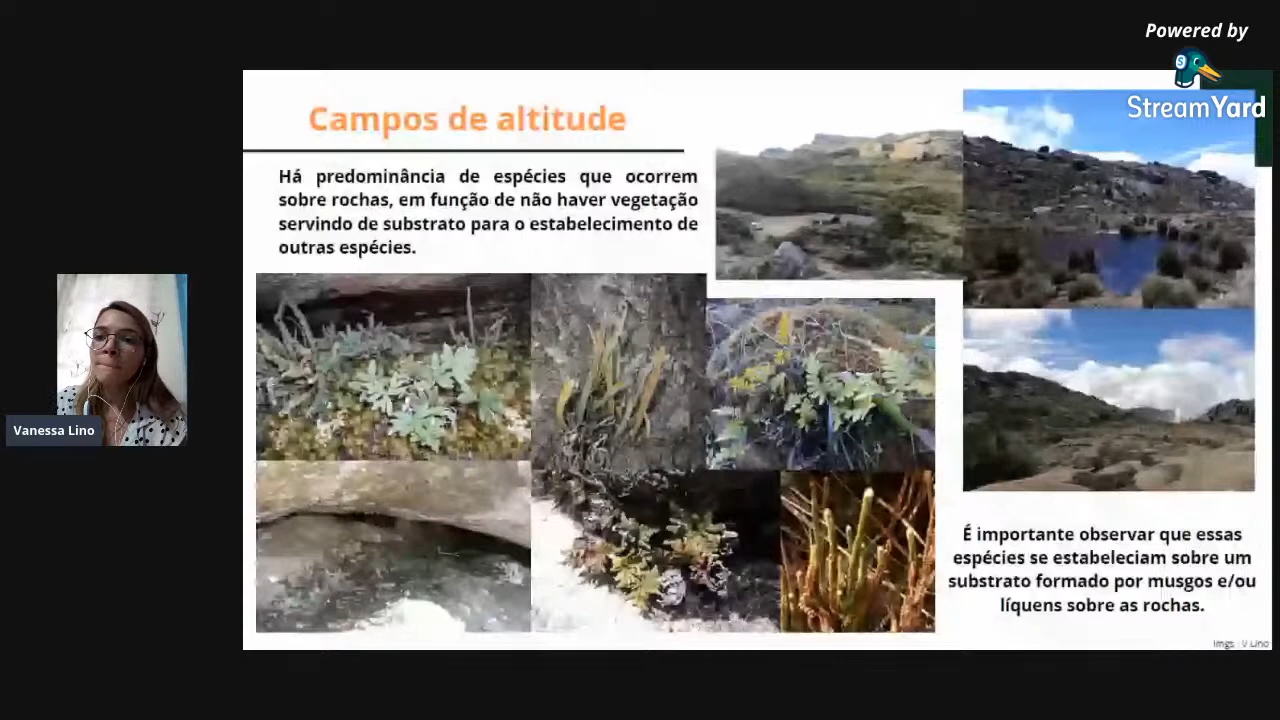 Powered by
StreamYard
Campos de altitude
Há predominância de espécies que ocorrem
sobre rochas, em função de não haver vegetação
servindo de substrato para o estabelecimento de
outras espécies.
Vanessa Lino
É importante observar que essas
espécies se estabeleciam sobre um
substrato formado por musgos e/ou
líquens sobre as rochas.
Imgs : V Lino